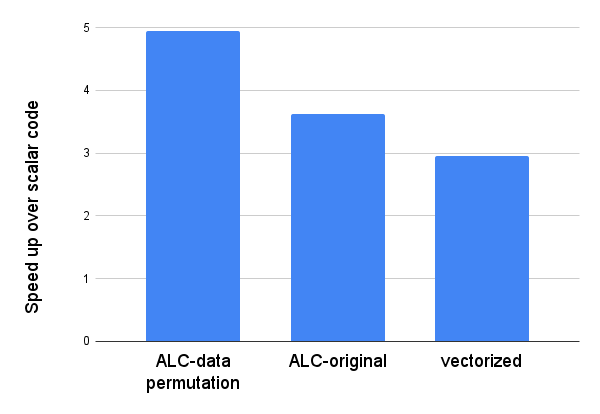 Speed up over scalar code
5
4
3
2
1
0
ALC-data
permutation
ALC-original
vectorized